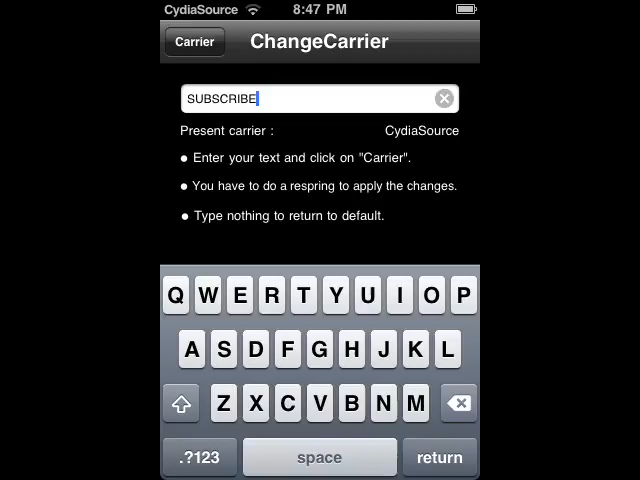 CydiaSource 8:47 PM
Carrier ChangeCarrier
SUBSCRIBE
Present carrier : CydiaSource
● Enter your text and click on "Carrier".
● You have to do a respring to apply the changes.
● Type nothing to return to default.
Q W E R T Y U I O P
A S D F G H J K L
Z X C V B N M
.?123 space return